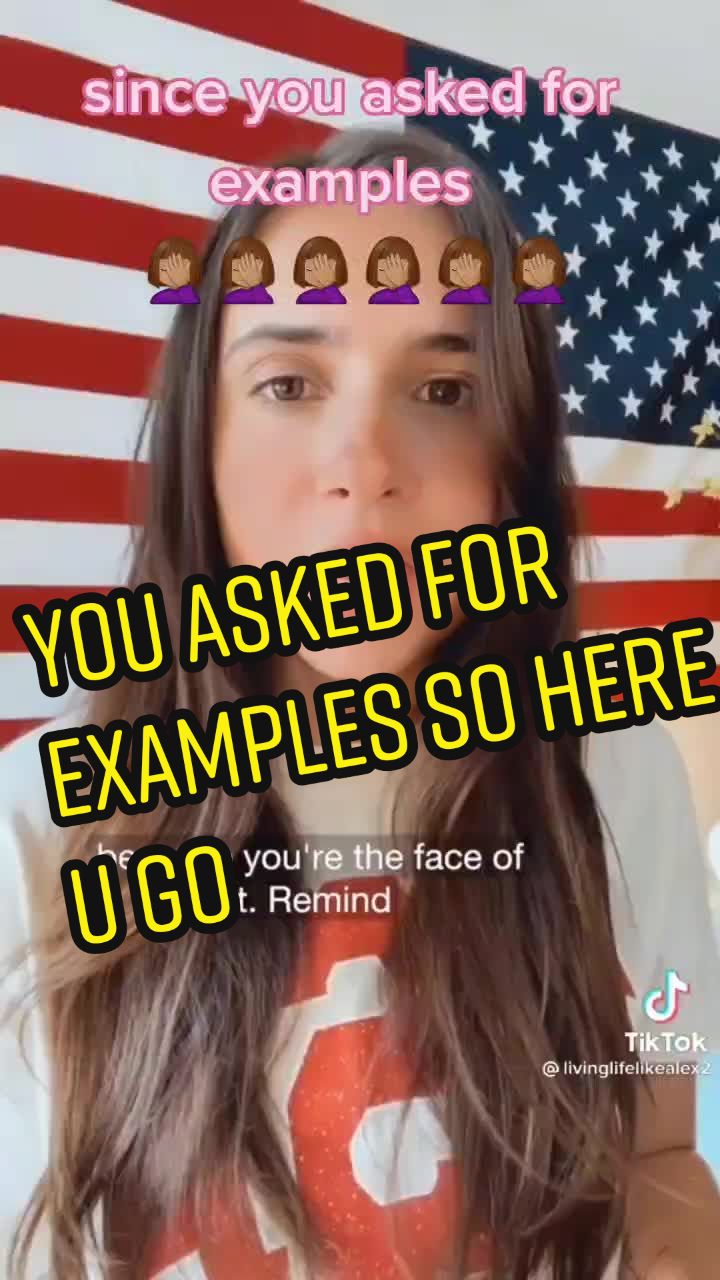 since you asked for
examples
YOU ASKED FOR
EXAMPLES SO HERE
U GO
you're the face of
Remind
TikTok
@livinglifelikealex2